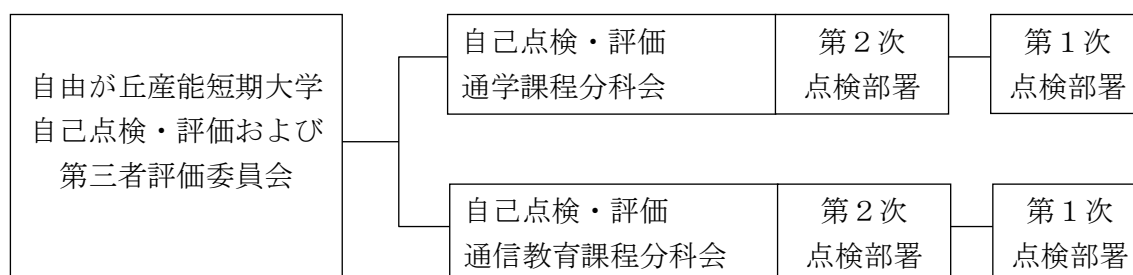 自由が丘産能短期大学
自己点検・評価および
第三者評価委員会
自己点検・評価
通学課程分科会
第２次
点検部署
第１次
点検部署
自己点検・評価
通信教育課程分科会
第２次
点検部署
第１次
点検部署